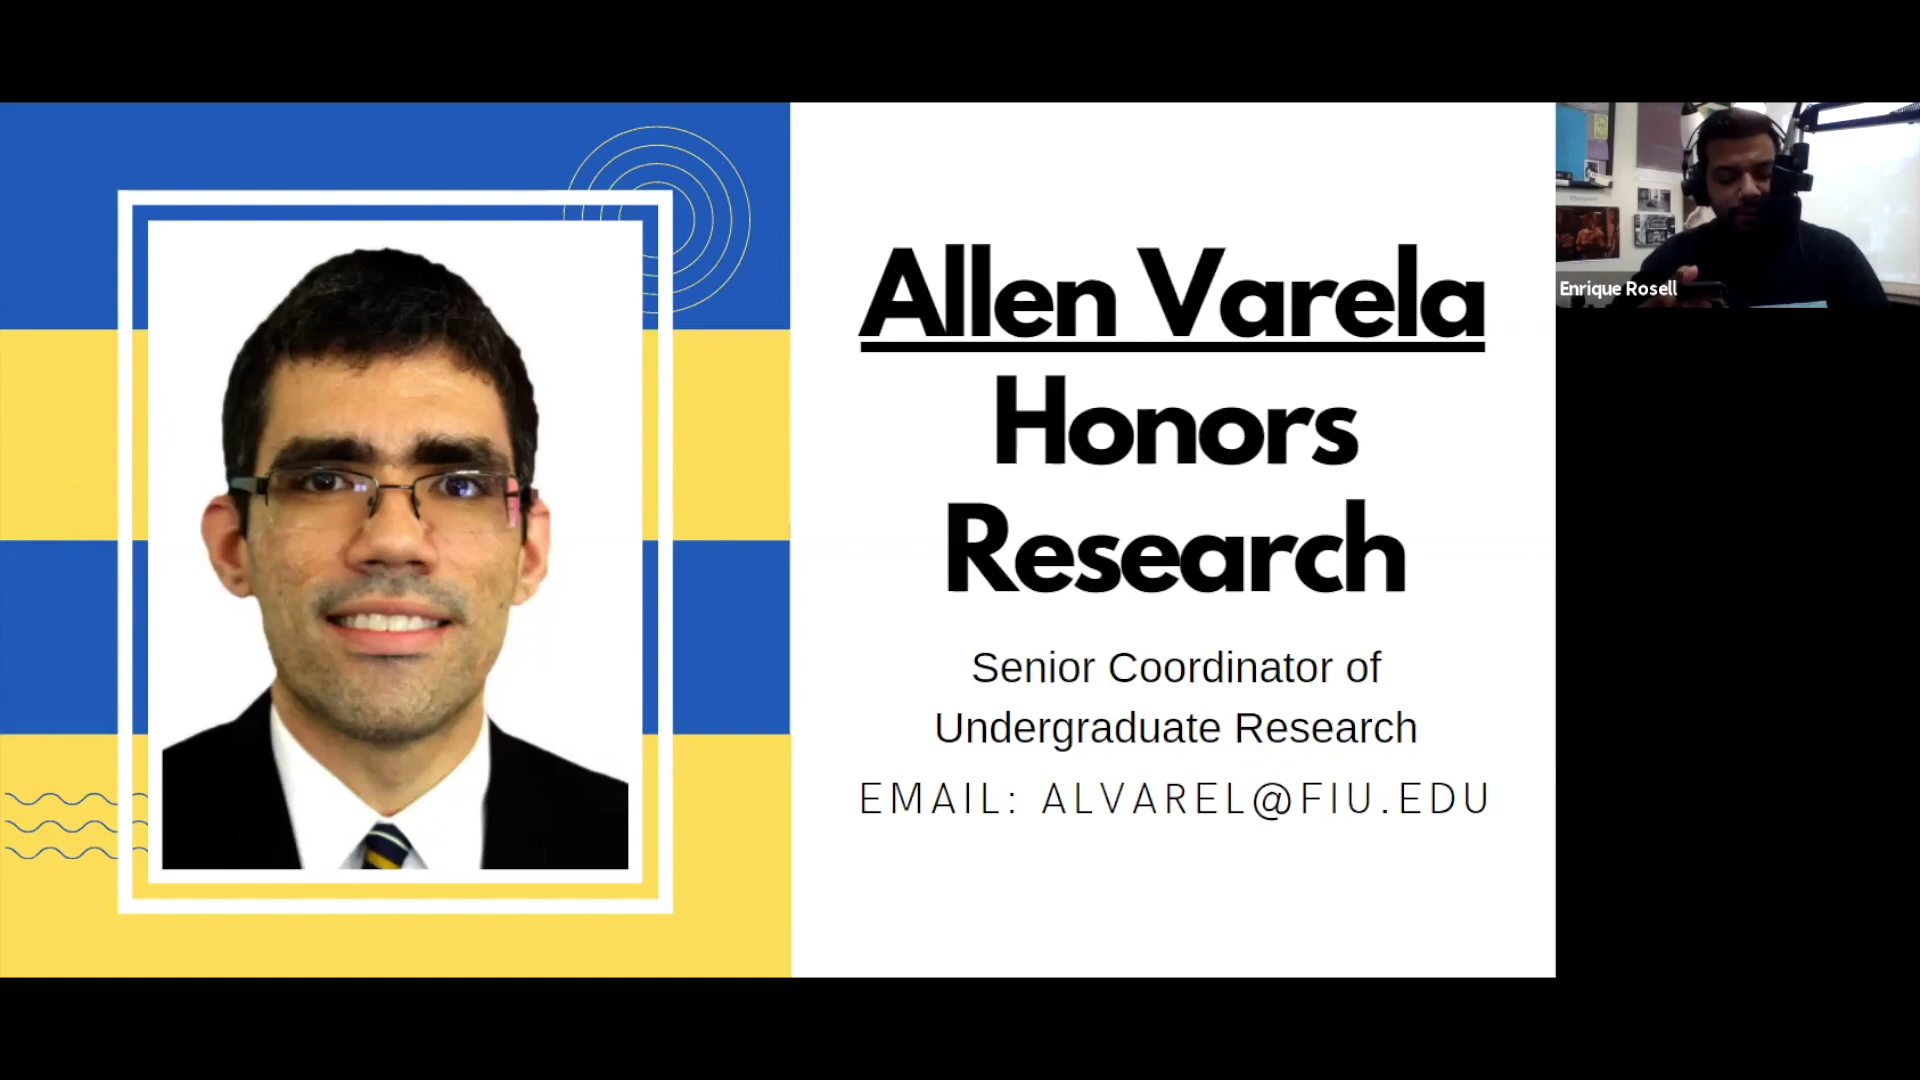 Allen Varela
Honors
Research
Senior Coordinator of
Undergraduate Research
EMAIL: ALVAREL@FIU.EDU
Enrique Rosell